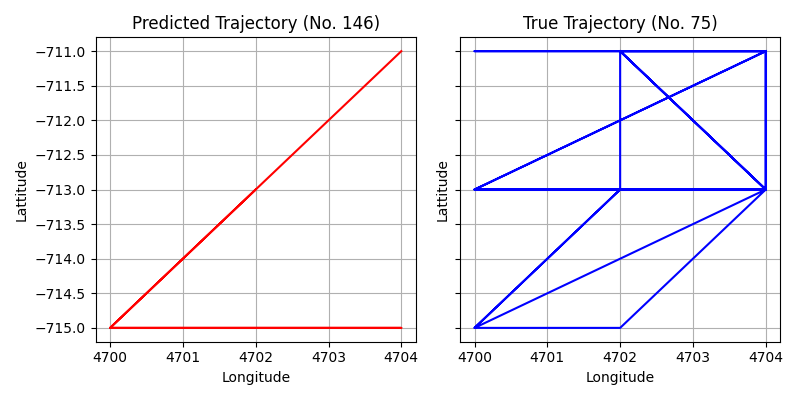 Predicted Trajectory (No. 146)
True Trajectory (No. 75)
Lattitude
−711.0
−711.5
−712.0
−712.5
−713.0
−713.5
−714.0
−714.5
−715.0
4700 4701 4702 4703 4704
Longitude
Lattitude
4700 4701 4702 4703 4704
Longitude